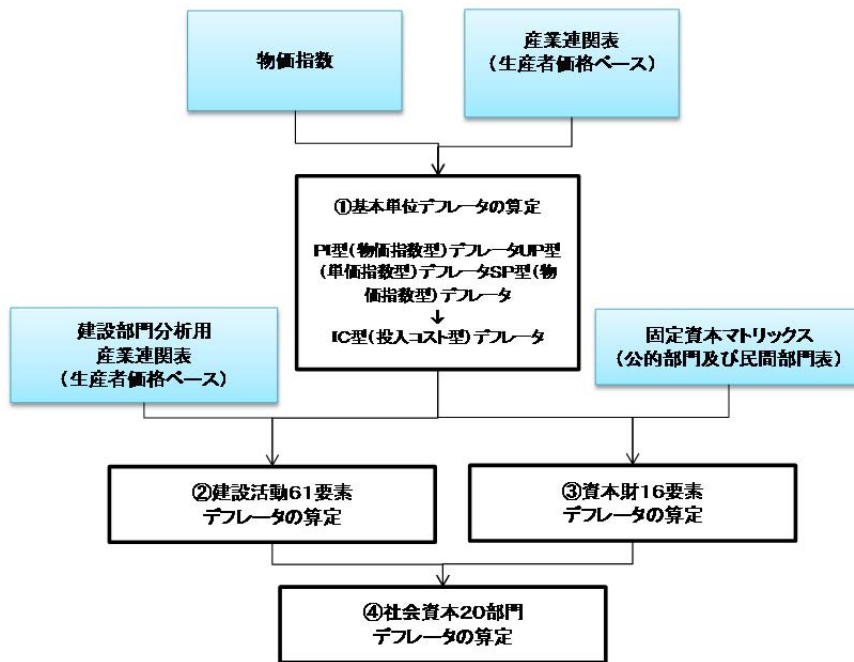 物価指数
産業連関表
（生産者価格ベース）
①基本単位デフレータの算定
PI型(物価指数型)デフレータUP型
(単価指数型)デフレータSP型(物
価指数型)デフレータ
↓
IC型(投入コスト型)デフレータ
建設部門分析用
産業連関表
（生産者価格ベース）
固定資本マトリックス
（公的部門及び民間部門表）
②建設活動61要素
デフレータの算定
③資本財16要素
デフレータの算定
④社会資本20部門
デフレータの算定